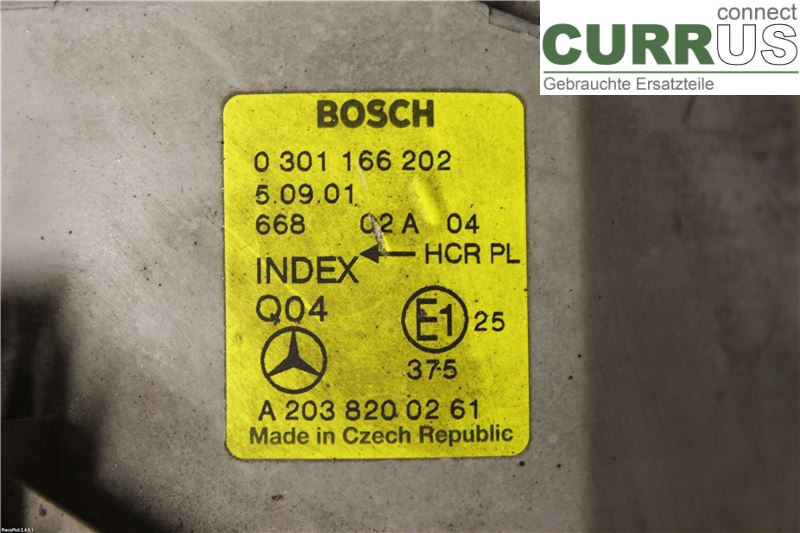 connect
CURRUS
Gebrauchte Ersatzteile
BOSCH
0 301 166 202
5.09.01
668 02 A 04
HCR PL
INDEX
Q04
E1 25
375
A 203 820 02 61
Made in Czech Republic